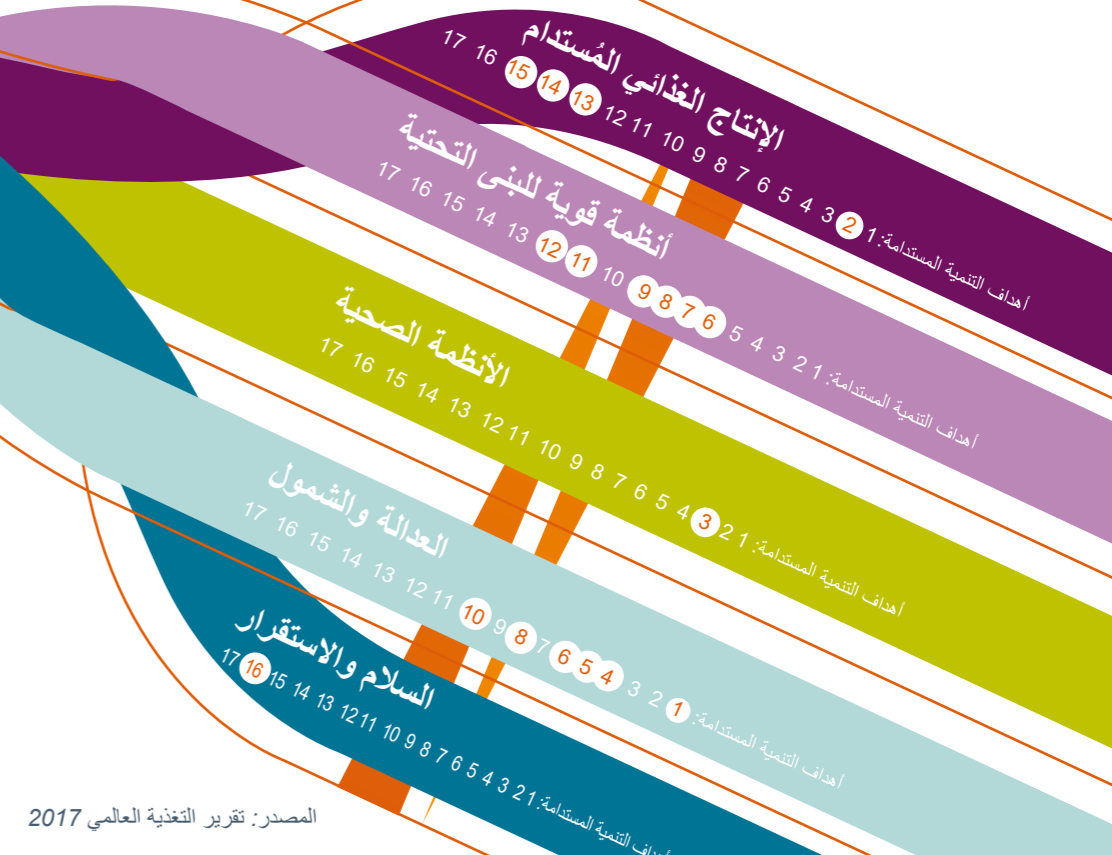 الإنتاج الغذائي المُستدام
أهداف التنمية المستدامة: 1 2 3 4 5 6 7 8 9 10 11 12 13 14 15 16 17
أنظمة قوية للبنى التحتية
أهداف التنمية المستدامة: 1 2 3 4 5 6 7 8 9 10 11 12 13 14 15 16 17
الأنظمة الصحية
أهداف التنمية المستدامة: 1 2 3 4 5 6 7 8 9 10 11 12 13 14 15 16 17
العدالة والشمول
أهداف التنمية المستدامة: 1 2 3 4 5 6 7 8 9 10 11 12 13 14 15 16 17
السلام والاستقرار
أهداف التنمية المستدامة: 1 2 3 4 5 6 7 8 9 10 11 12 13 14 15 16 17
المصدر: تقرير التغذية العالمي 2017